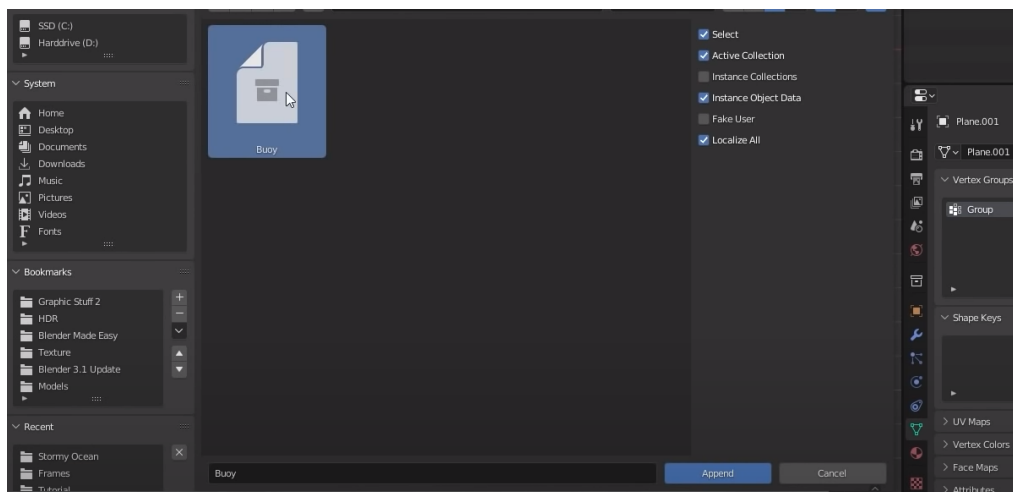 SSD (C:)
Harddrive (D:)
System
Home
Desktop
Documents
Downloads
Music
Pictures
Videos
Fonts
Bookmarks
Graphic Stuff 2
HDR
Blender Made Easy
Texture
Blender 3.1 Update
Models
Recent
Stormy Ocean
Frames
Tutorial
Buoy
Buoy
Append
Cancel
Select
Active Collection
Instance Collections
Instance Object Data
Fake User
Localize All
Plane.001
Plane.001
Vertex Groups
Group
Shape Keys
UV Maps
Vertex Colors
Face Maps
Attributes